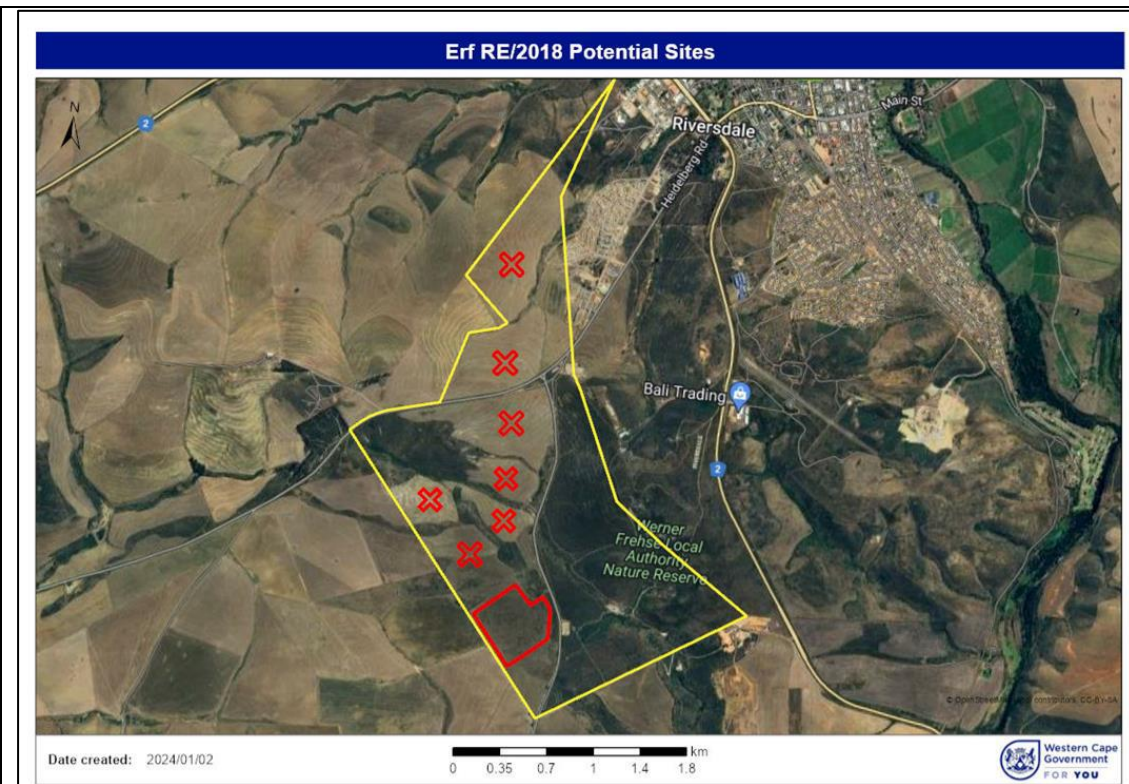 Erf RE/2018 Potential Sites
N
2
Main St
Riversdale
Heidelberg Rd
Bali Trading
2
Werner
Frehse Local
Authority
Nature Reserve
Date created: 2024/01/02
km
0 0.35 0.7 1 1.4 1.8
Western Cape
Government
FOR YOU